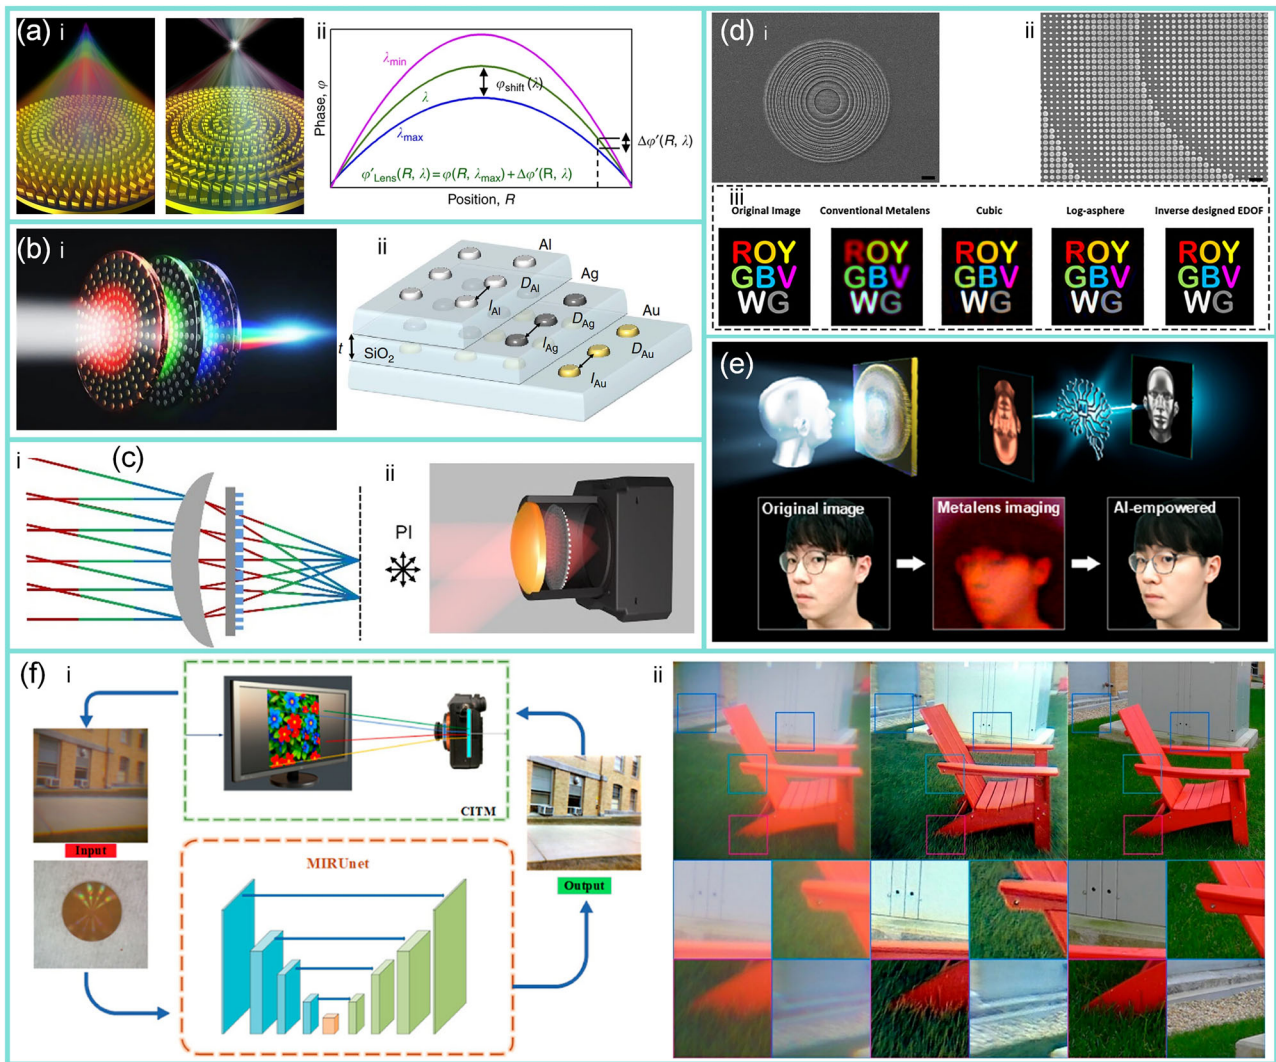 (a) i
ii
λmin
λ
λmax
φshift(λ)
Δφ′(R, λ)
φ′Lens(R, λ) = φ(R, λmax) + Δφ′(R, λ)
Phase, φ
Position, R
(b) i
ii
Al
DAl
lAl
Ag
DAg
lAg
Au
DAu
lAu
t
SiO2
i
(c)
ii
PI
(d) i
ii
iii
Original Image
Conventional Metalens
Cubic
Log-asphere
Inverse designed EDOF
ROY
GBV
WG
ROY
GBV
WG
ROY
GBV
WG
ROY
GBV
WG
ROY
GBV
WG
(e)
Original image
Metalens imaging
AI-empowered
(f) i
CITM
Input
MIRUnet
Output
ii